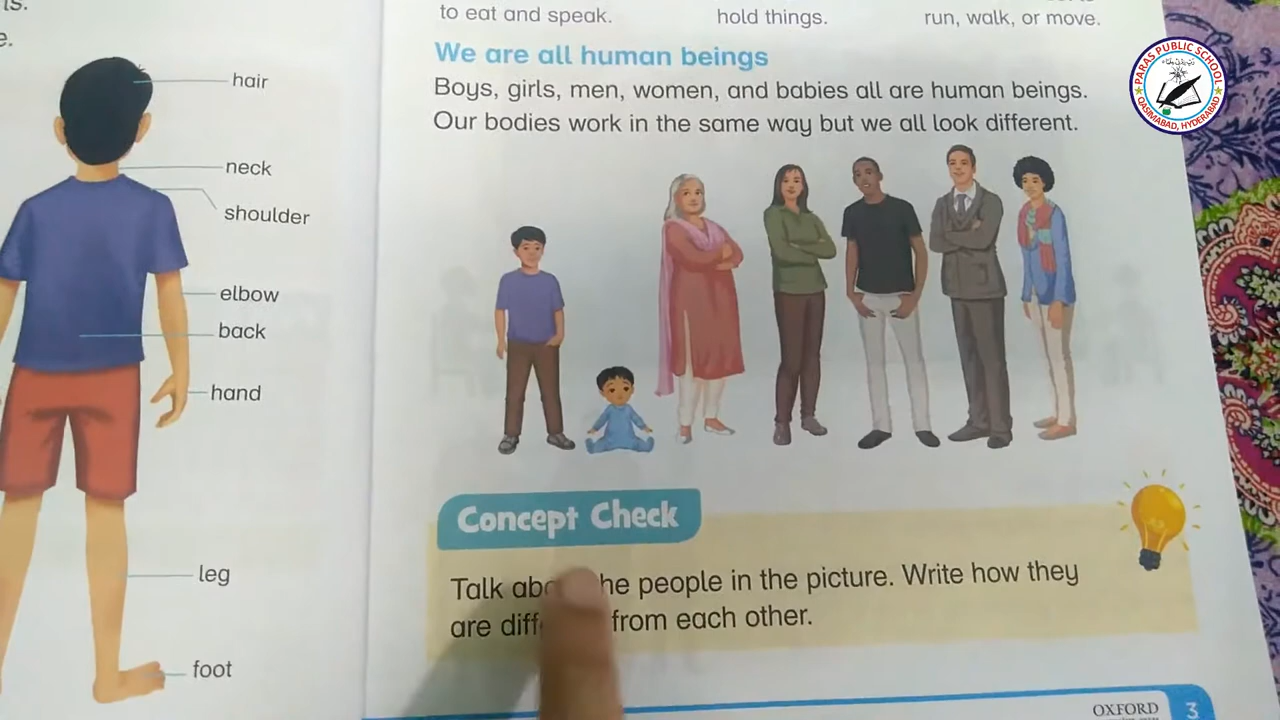 ts.
e.
hair
neck
shoulder
elbow
back
hand
leg
foot
to eat and speak. hold things. run, walk, or move.
We are all human beings
Boys, girls, men, women, and babies all are human beings.
Our bodies work in the same way but we all look different.
Concept Check
Talk he people in the picture. Write how they
are from each other.
OXFORD
3
PARAS PUBLIC SCHOOL
QASIMABAD, HYDERABAD